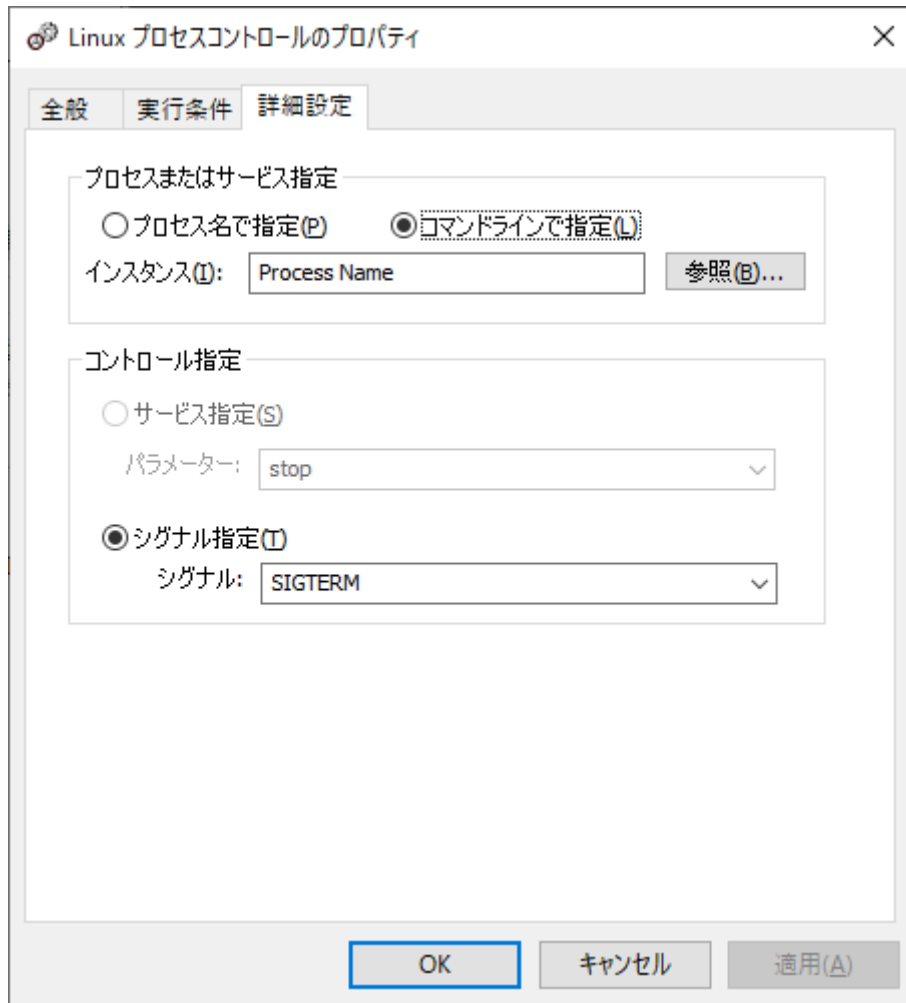 Linux プロセスコントロールのプロパティ
全般 実行条件 詳細設定
プロセスまたはサービス指定
プロセス名で指定(P) コマンドラインで指定(L)
インスタンス(I): Process Name 参照(B)...
コントロール指定
サービス指定(S)
パラメーター: stop
シグナル指定(T)
シグナル: SIGTERM
OK キャンセル 適用(A)